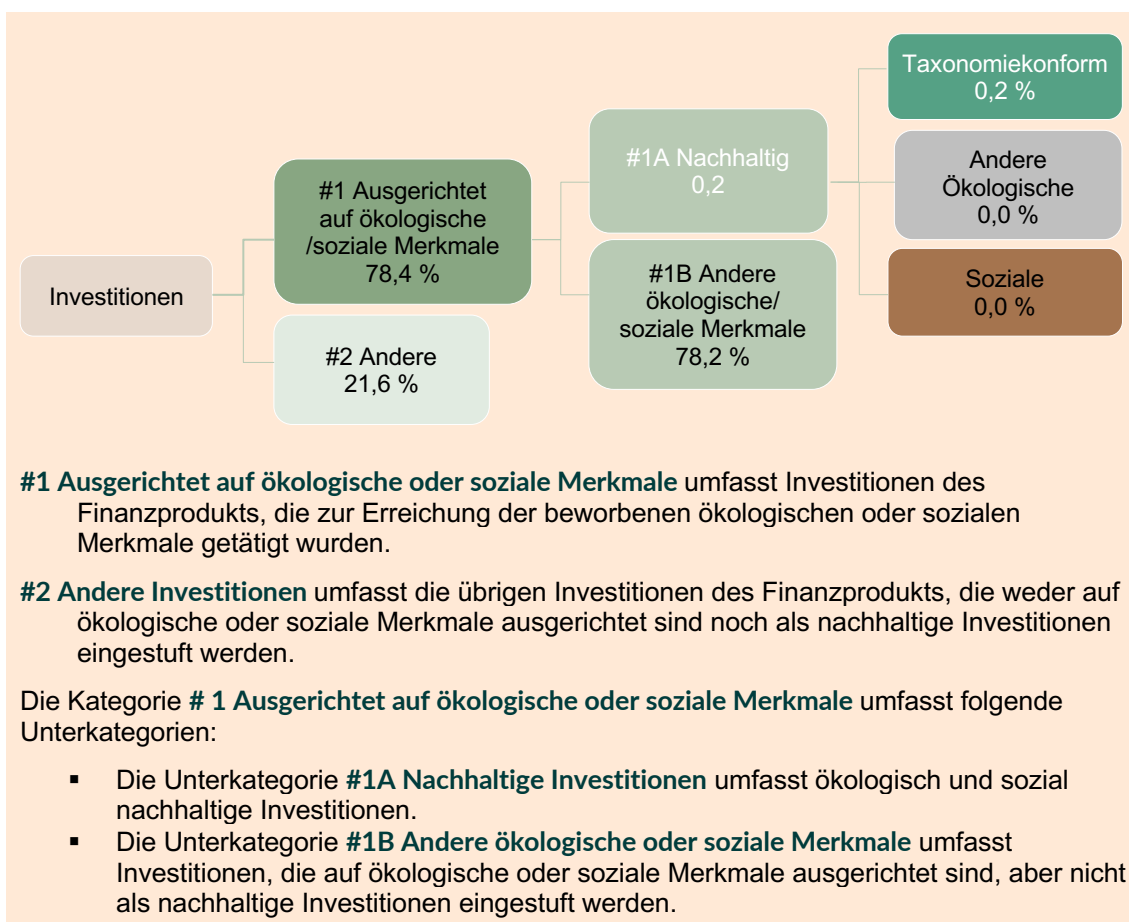 Investitionen
#1 Ausgerichtet
auf ökologische
/soziale Merkmale
78,4 %
#2 Andere
21,6 %
#1A Nachhaltig
0,2
#1B Andere
ökologische/
soziale Merkmale
78,2 %
Taxonomiekonform
0,2 %
Andere
Ökologische
0,0 %
Soziale
0,0 %
#1 Ausgerichtet auf ökologische oder soziale Merkmale umfasst Investitionen des
Finanzprodukts, die zur Erreichung der beworbenen ökologischen oder sozialen
Merkmale getätigt wurden.
#2 Andere Investitionen umfasst die übrigen Investitionen des Finanzprodukts, die weder auf
ökologische oder soziale Merkmale ausgerichtet sind noch als nachhaltige Investitionen
eingestuft werden.
Die Kategorie # 1 Ausgerichtet auf ökologische oder soziale Merkmale umfasst folgende
Unterkategorien:
▪ Die Unterkategorie #1A Nachhaltige Investitionen umfasst ökologisch und sozial
nachhaltige Investitionen.
▪ Die Unterkategorie #1B Andere ökologische oder soziale Merkmale umfasst
Investitionen, die auf ökologische oder soziale Merkmale ausgerichtet sind, aber nicht
als nachhaltige Investitionen eingestuft werden.